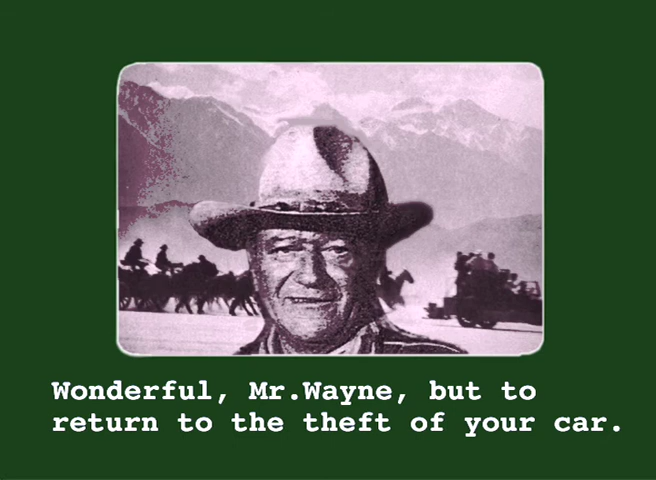 Wonderful, Mr.Wayne, but to
return to the theft of your car.